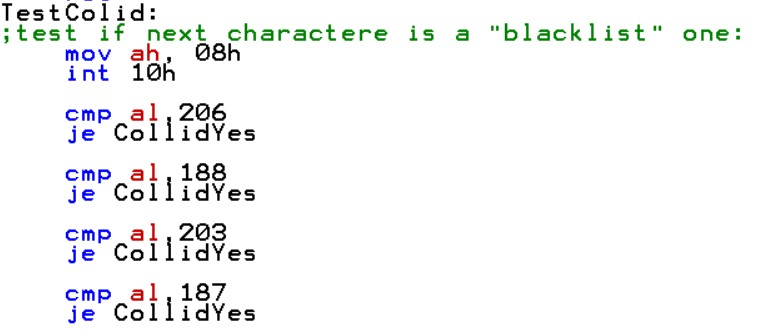 TestColid:
;test if next charactere is a "blacklist" one:
mov ah, 08h
int 10h
cmp al,206
je CollidYes
cmp al,188
je CollidYes
cmp al,203
je CollidYes
cmp al,187
je CollidYes